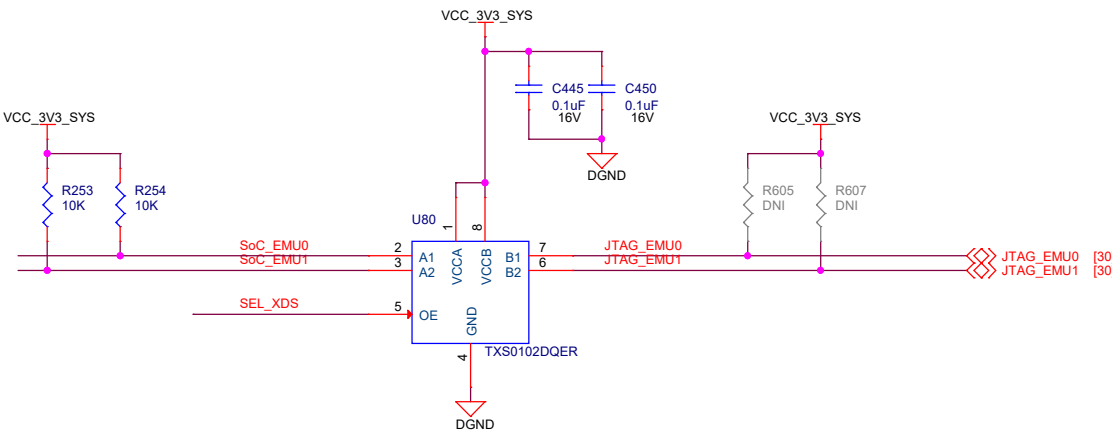 VCC_3V3_SYS
C445
0.1uF
16V
C450
0.1uF
16V
DGND
VCC_3V3_SYS
R253
10K
R254
10K
VCC_3V3_SYS
R605
DNI
R607
DNI
U80
1
8
SoC_EMU0
2
A1
VCCA
VCCB
B1
7
JTAG_EMU0
JTAG_EMU0 [30
SoC_EMU1
3
A2
B2
6
JTAG_EMU1
JTAG_EMU1 [30
SEL_XDS
5
OE
GND
4
TXS0102DQER
DGND